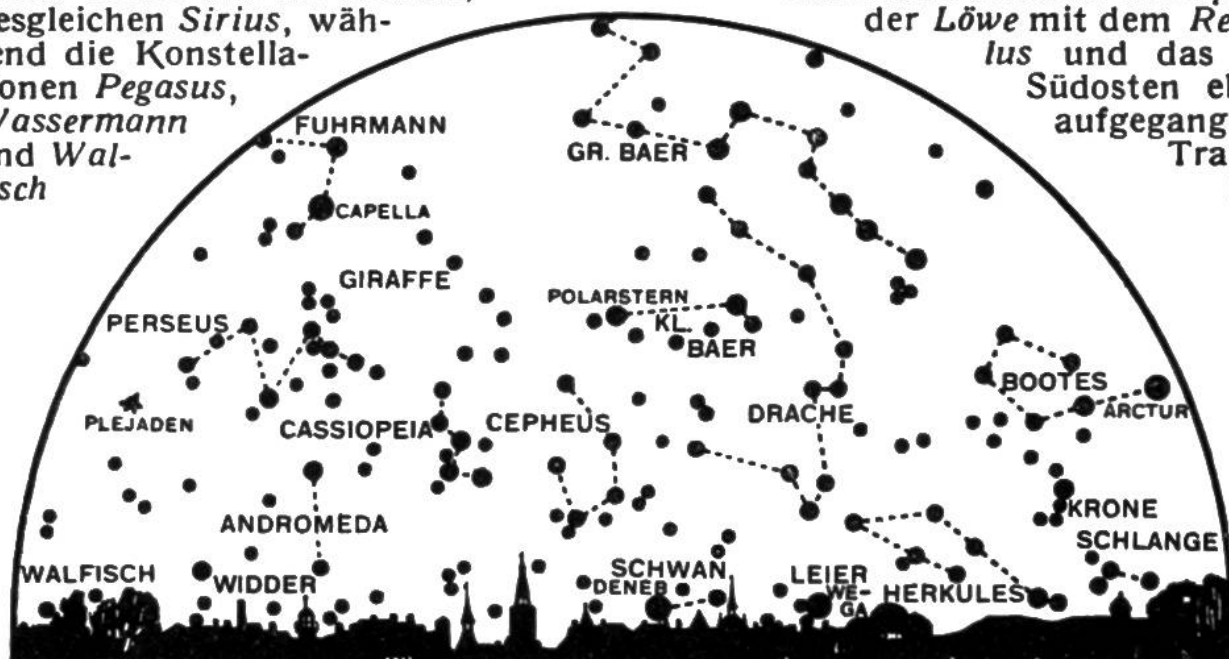 esgleichen Sirius, wäh-
end die Konstella-
onen Pegasus,
Wassermann
nd Wal-
sch
der Löwe mit dem Re
lus und das
Südosten e
aufgegang
Tra
FUHRMANN
GR. BAER
CAPELLA
GIRAFFE
POLARSTERN
PERSEUS
KL.
BAER
BOOTES
PLEJADEN
CASSIOPEIA
CEPHEUS
DRACHE
ARCTUR
KRONE
ANDROMEDA
SCHLANGE
WALFISCH
WIDDER
SCHWAN
DENEB
LEIER
WE-
GA
HERKULES